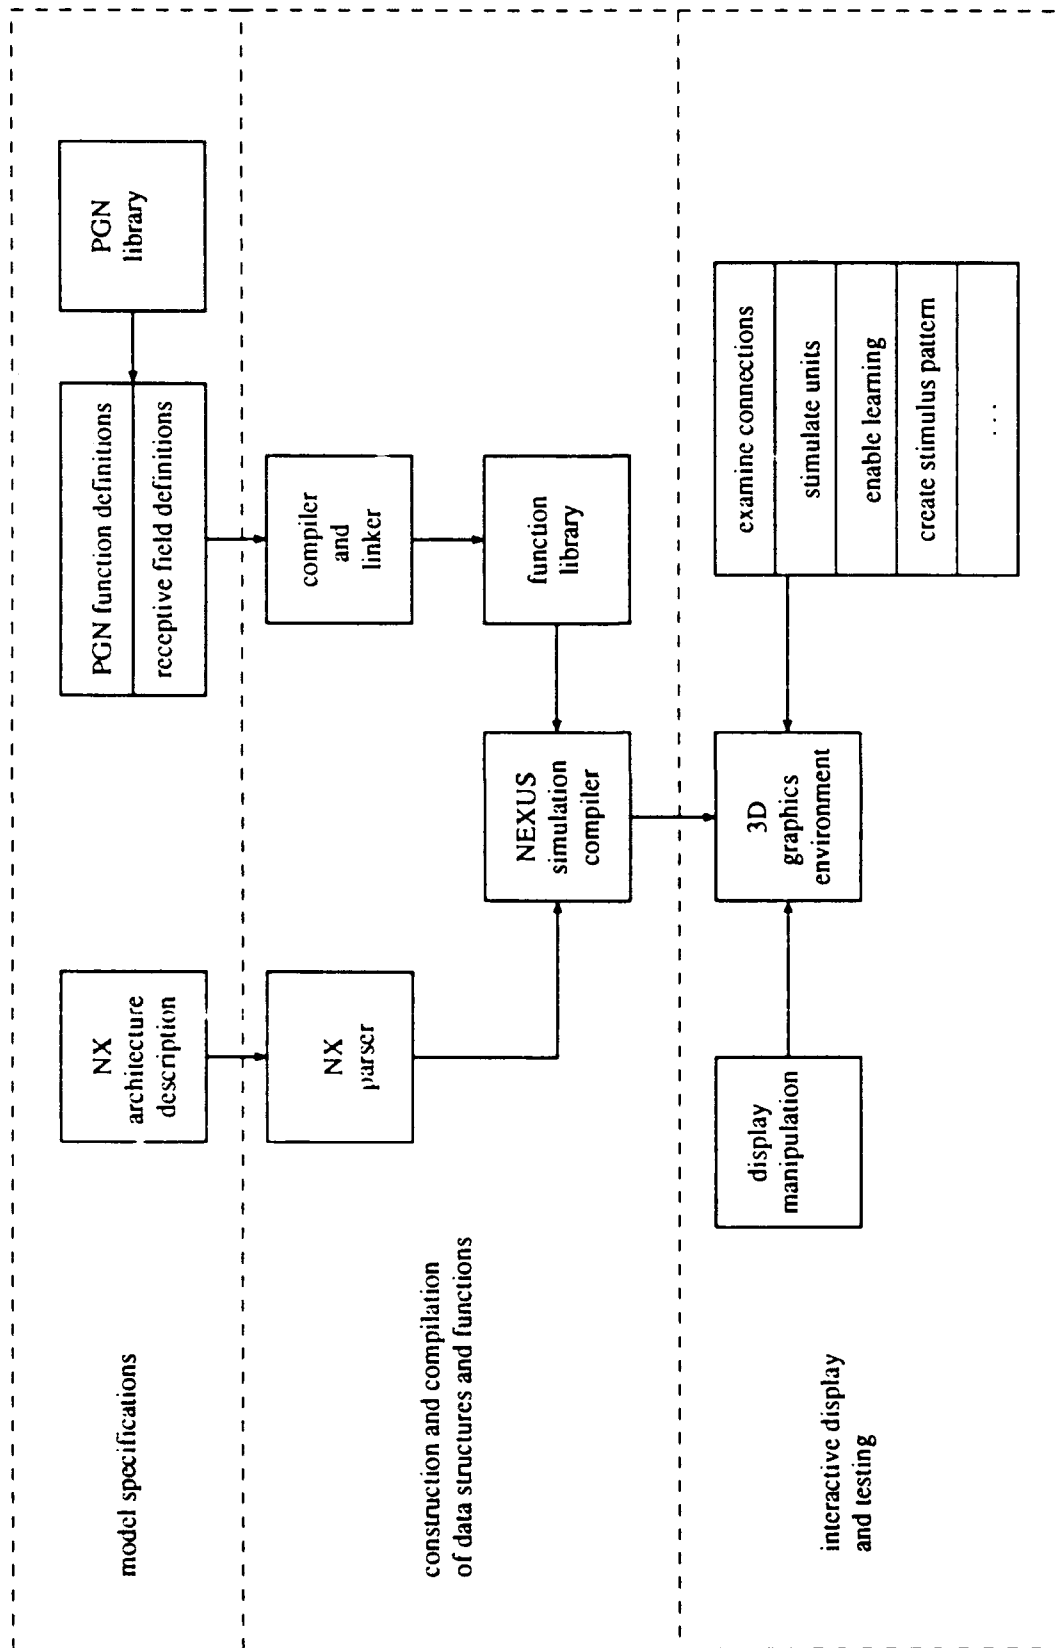 model specifications
NX
architecture
description
PGN function definitions
receptive field definitions
PGN
library
construction and compilation
of data structures and functions
NX
parser
compiler
and
linker
NEXUS
simulation
compiler
function
library
interactive display
and testing
display
manipulation
3D
graphics
environment
examine connections
stimulate units
enable learning
create stimulus pattern
. . .